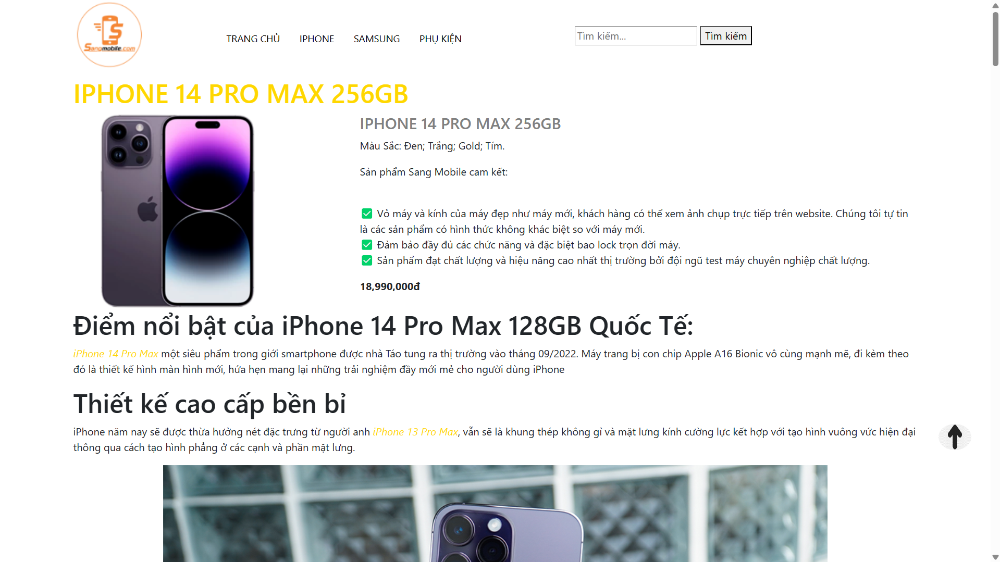 Sangmobile.com
TRANG CHỦ
IPHONE
SAMSUNG
PHỤ KIỆN
Tìm kiếm...
Tìm kiếm
IPHONE 14 PRO MAX 256GB
IPHONE 14 PRO MAX 256GB
Màu Sắc: Đen; Trắng; Gold; Tím.
Sản phẩm Sang Mobile cam kết:
✅ Vỏ máy và kính của máy đẹp như máy mới, khách hàng có thể xem ảnh chụp trực tiếp trên website. Chúng tôi tự tin
là các sản phẩm có hình thức không khác biệt so với máy mới.
✅ Đảm bảo đầy đủ các chức năng và đặc biệt bao lock trọn đời máy.
✅ Sản phẩm đạt chất lượng và hiệu năng cao nhất thị trường bởi đội ngũ test máy chuyên nghiệp chất lượng.
18,990,000đ
Điểm nổi bật của iPhone 14 Pro Max 128GB Quốc Tế:
iPhone 14 Pro Max một siêu phẩm trong giới smartphone được nhà Táo tung ra thị trường vào tháng 09/2022. Máy trang bị con chip Apple A16 Bionic vô cùng mạnh mẽ, đi kèm theo
đó là thiết kế hình màn hình mới, hứa hẹn mang lại những trải nghiệm đầy mới mẻ cho người dùng iPhone
Thiết kế cao cấp bền bỉ
iPhone năm nay sẽ được thừa hưởng nét đặc trưng từ người anh iPhone 13 Pro Max, vẫn sẽ là khung thép không gỉ và mặt lưng kính cường lực kết hợp với tạo hình vuông vức hiện đại
thông qua cách tạo hình phẳng ở các cạnh và phần mặt lưng.